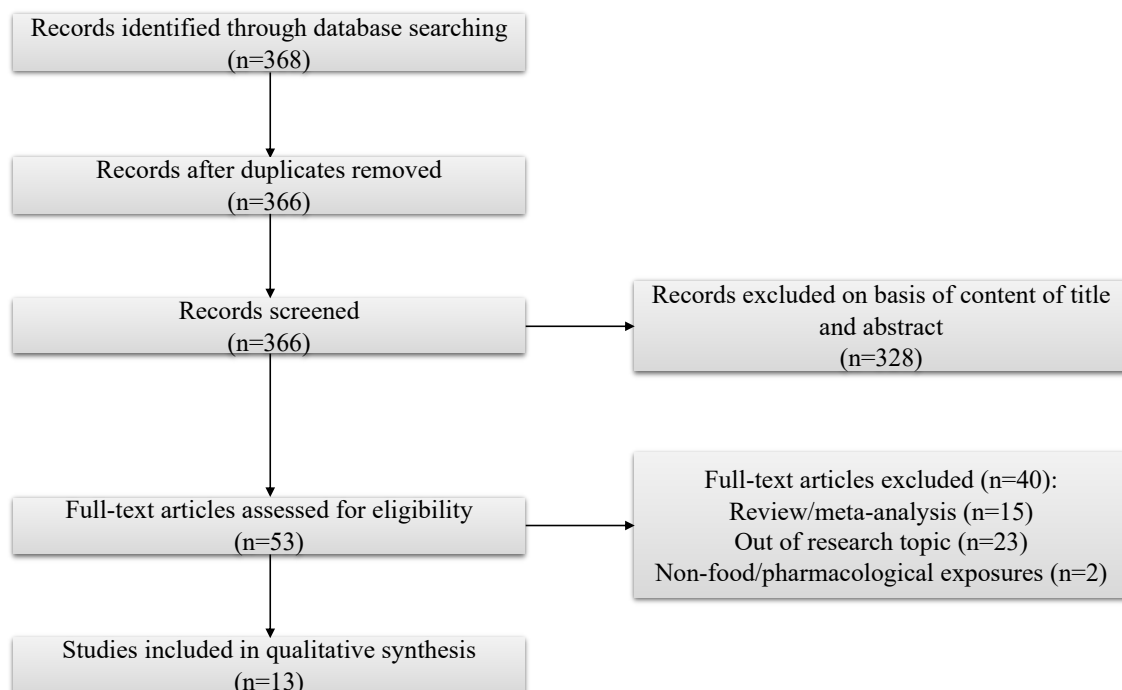 Records identified through database searching
(n=368)
Records after duplicates removed
(n=366)
Records screened
(n=366)
Records excluded on basis of content of title
and abstract
(n=328)
Full-text articles assessed for eligibility
(n=53)
Full-text articles excluded (n=40):
Review/meta-analysis (n=15)
Out of research topic (n=23)
Non-food/pharmacological exposures (n=2)
Studies included in qualitative synthesis
(n=13)